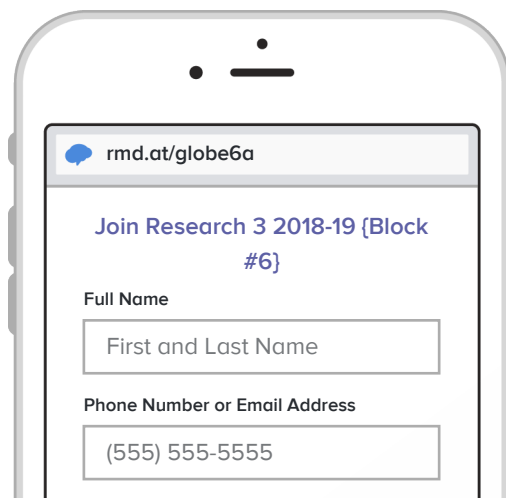 rmd.at/globe6a
Join Research 3 2018-19 {Block
#6}
Full Name
First and Last Name
Phone Number or Email Address
(555) 555-5555